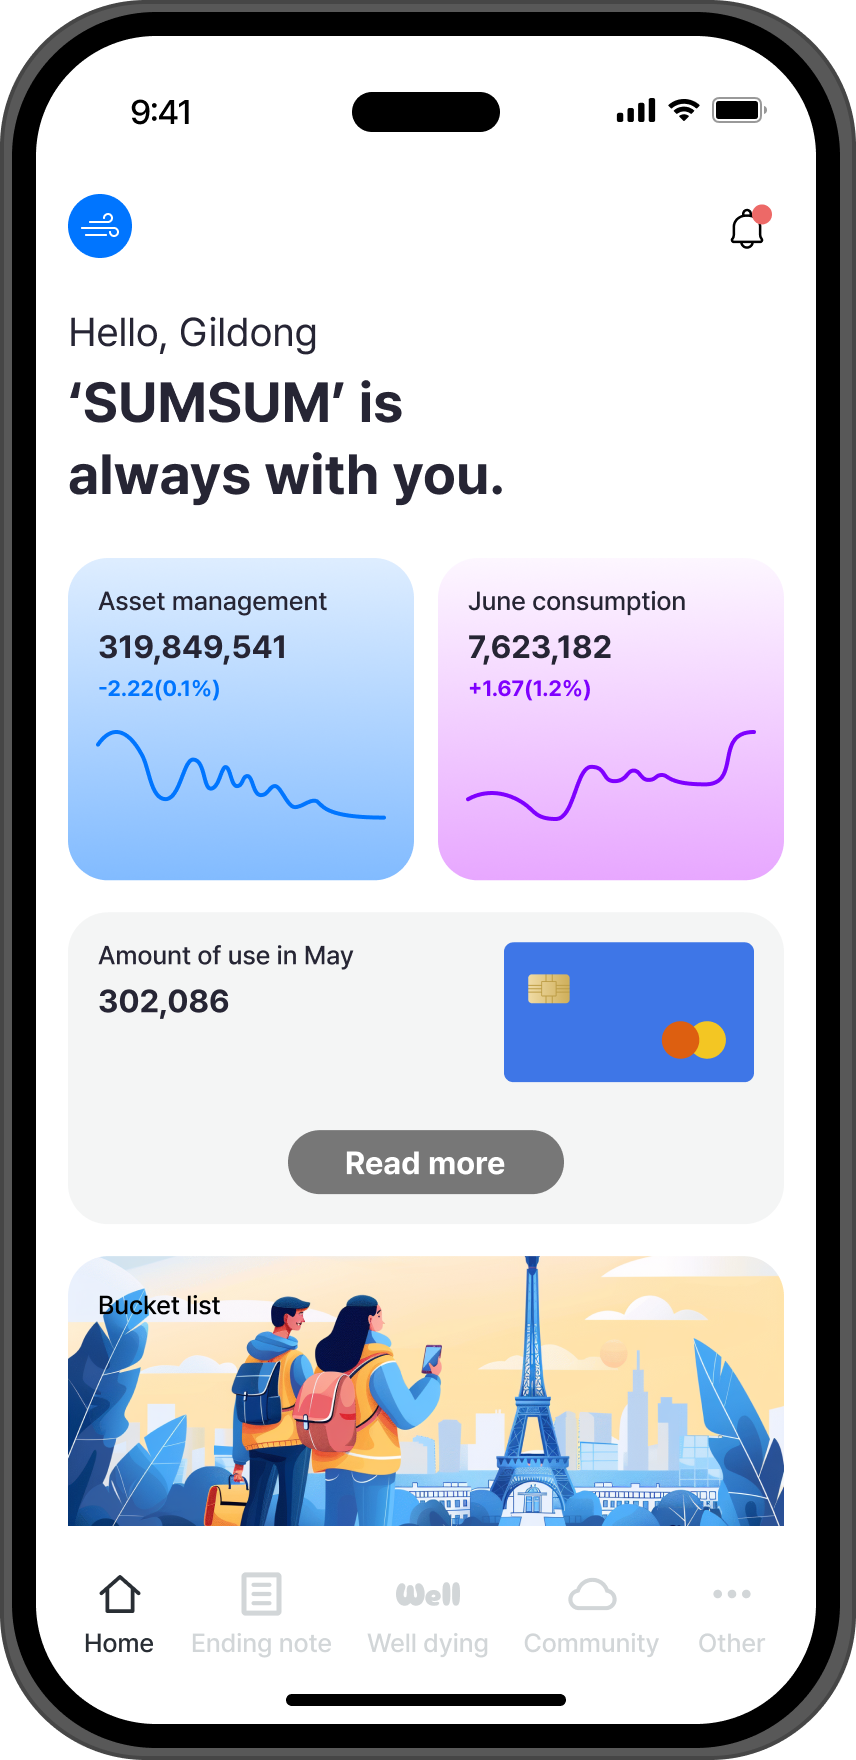 9:41
Hello, Gildong
‘SUMSUM’ is
always with you.
Asset management
319,849,541
-2.22(0.1%)
June consumption
7,623,182
+1.67(1.2%)
Amount of use in May
302,086
Read more
Bucket list
Well
Home
Ending note
Well dying
Community
Other